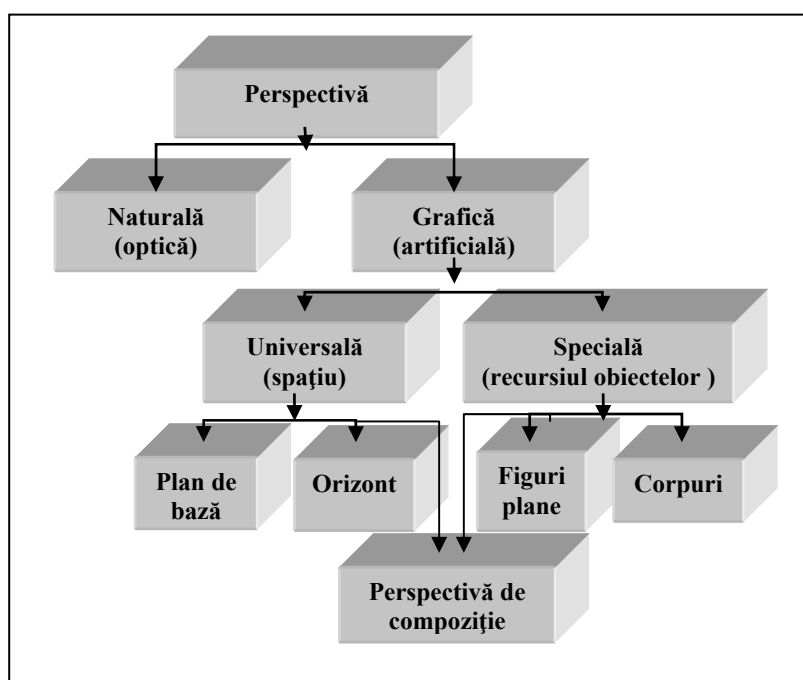 Perspectivă
Naturală
(optică)
Grafică
(artificială)
Universală
(spaţiu)
Specială
(recursiul obiectelor )
Plan de
bază
Orizont
Figuri
plane
Corpuri
Perspectivă de
compoziţie